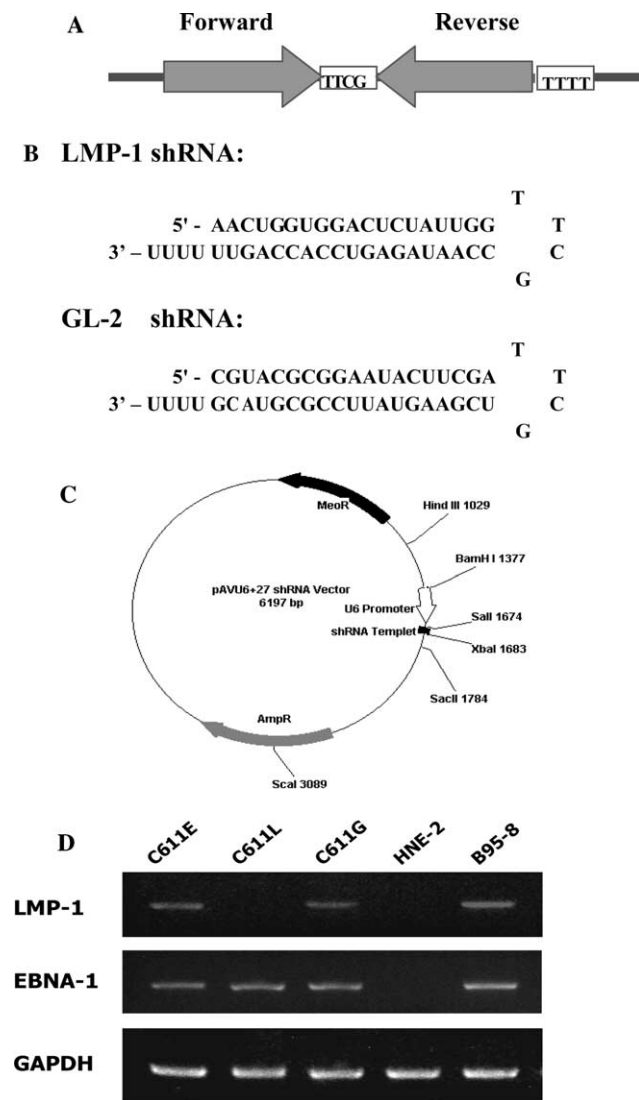 A
Forward Reverse
TTCG
TTTT
B LMP-1 shRNA:
T
5' - AACUGGUGGACUCUAUUGG T
3' – UUUU UUGACCACCUGAGAUAACC C
G
GL-2 shRNA:
T
5' - CGUACGCGGAAUACUUCGA T
3' – UUUU GCAUGCGCCUUAUGAAGCU C
G
C
MeoR
Hind III 1029
BamH I 1377
pAVU6+27 shRNA Vector
6197 bp
U6 Promoter
SalI 1674
shRNA Templet
XbaI 1683
SacII 1784
AmpR
ScaI 3089
D
C611E C611L C611G HNE-2 B95-8
LMP-1
EBNA-1
GAPDH